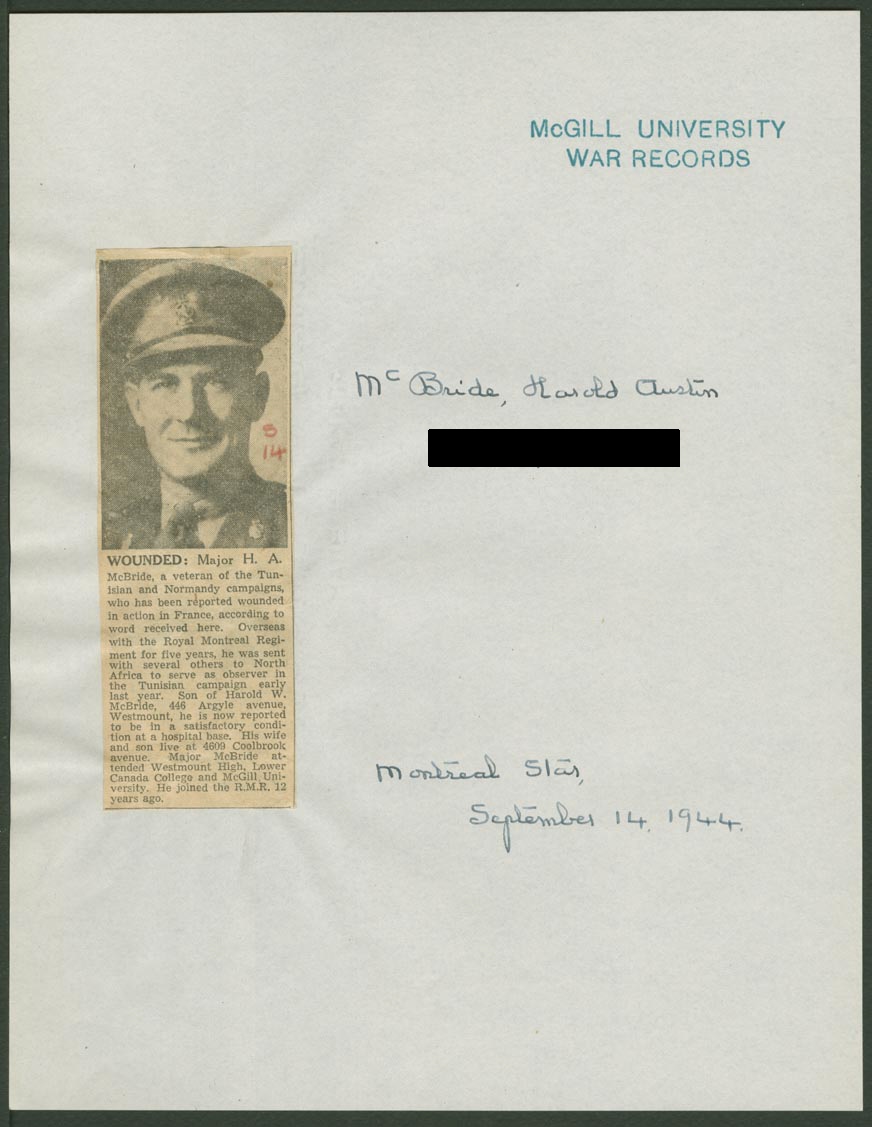 McGILL UNIVERSITY
WAR RECORDS
McBride, Harold Austin
S
14
WOUNDED: Major H. A.
McBride, a veteran of the Tun-
isian and Normandy campaigns,
who has been reported wounded
in action in France, according to
word received here. Overseas
with the Royal Montreal Regi-
ment for five years, he was sent
with several others to North
Africa to serve as observer in
the Tunisian campaign early
last year. Son of Harold W.
McBride, 446 Argyle avenue,
Westmount, he is now reported
to be in a satisfactory condi-
tion at a hospital base. His wife
and son live at 4609 Coolbrook
avenue. Major McBride at-
tended Westmount High, Lower
Canada College and McGill Uni-
versity. He joined the R.M.R. 12
years ago.
Montreal Star,
September 14, 1944.